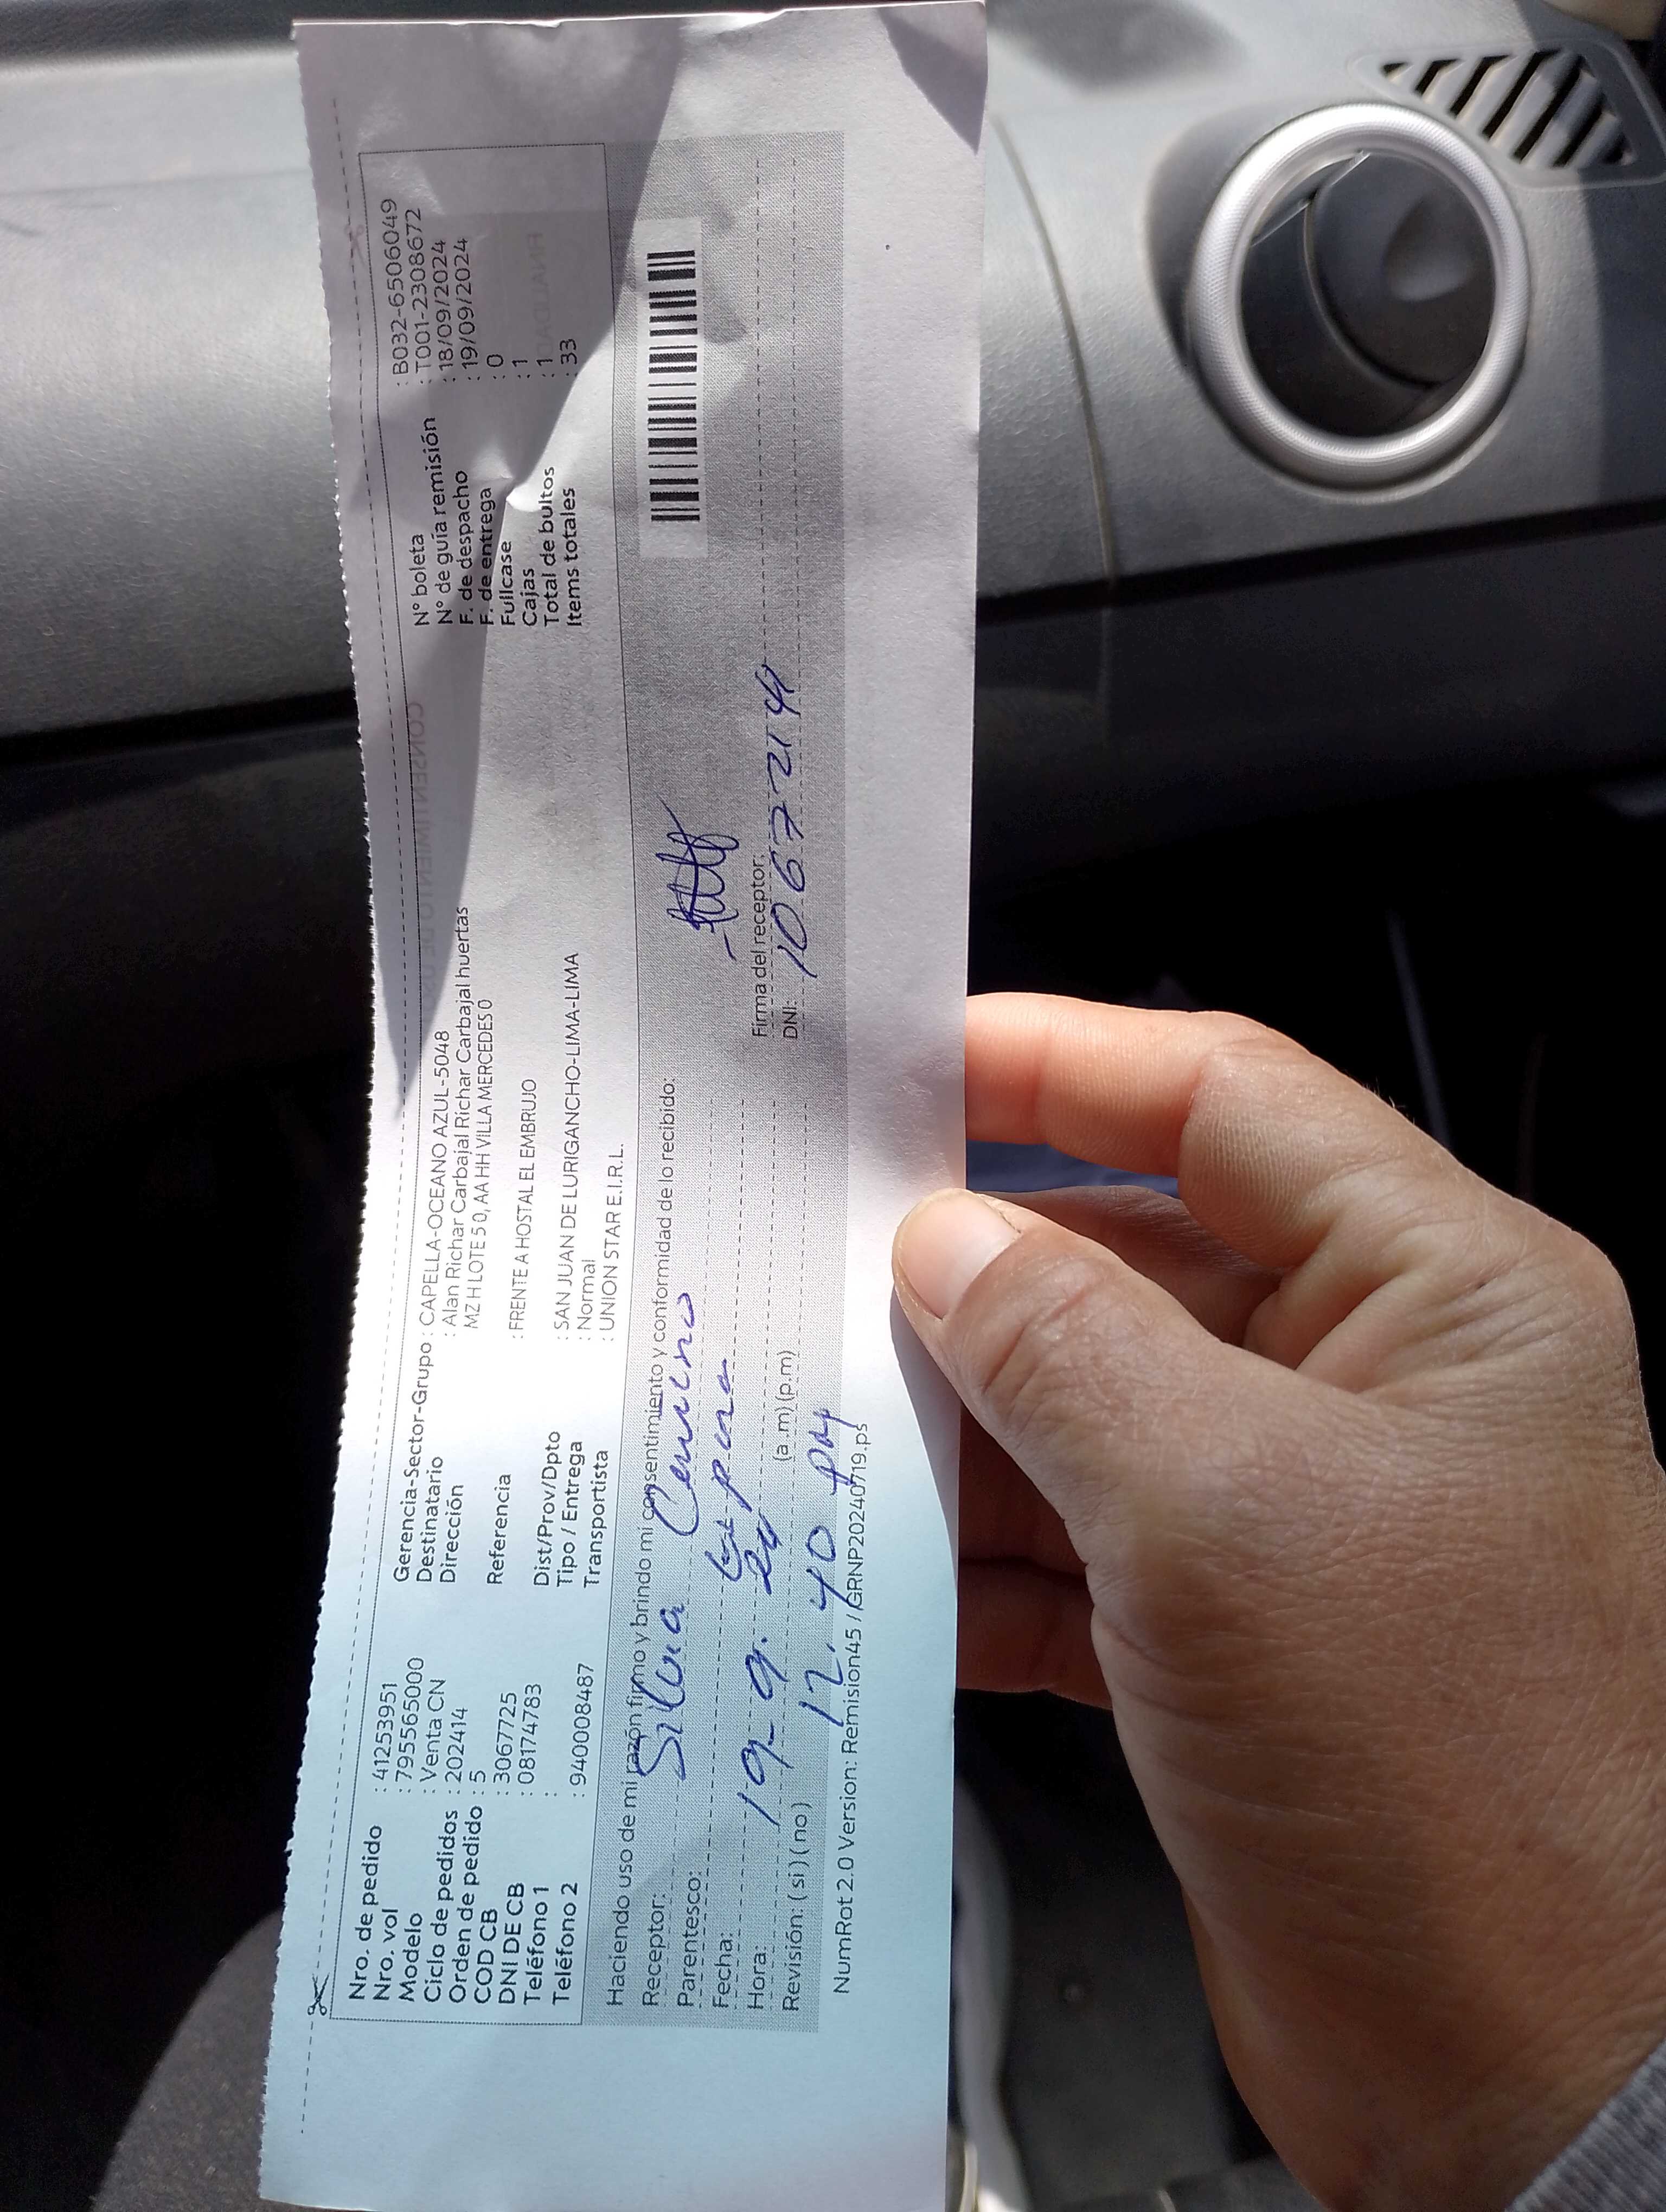 Nro. de pedido : 41253951
Nro. vol : 795565000
Modelo : Venta CN
Ciclo de pedidos : 202414
Orden de pedido : 5
COD CB : 3067725
DNI DE CB : 08174783
Teléfono 1 :
Teléfono 2 : 940008487
Gerencia-Sector-Grupo : CAPELLA-OCEANO AZUL-5048
Destinatario : Alan Richar Carbajal Richar Carbajal huertas
Dirección MZ H LOTE 5 0, AA HH VILLA MERCEDES 0
Referencia : FRENTE A HOSTAL EL EMBRUJO
Dist/Prov/Dpto : SAN JUAN DE LURIGANCHO-LIMA-LIMA
Tipo / Entrega : Normal
Transportista : UNION STAR E.I.R.L.
N° boleta : B032-6506049
N° de guía remisión : T001-2308672
F. de despacho : 18/09/2024
F. de entrega : 19/09/2024
Fullcase : 0
Cajas : 1
Total de bultos : 1
Items totales : 33
Haciendo uso de mi razón firmo y brindo mi consentimiento y conformidad de lo recibido:
Receptor: Silva
Parentesco:
Fecha: 19-9. 24
Hora: 12.40 pm (a.m) (p.m)
Revisión: ( si ) ( no )
Firma del receptor:
DNI: 10672144
NumRot 2.0 Version: Remision45 / GRNP20240719.ps